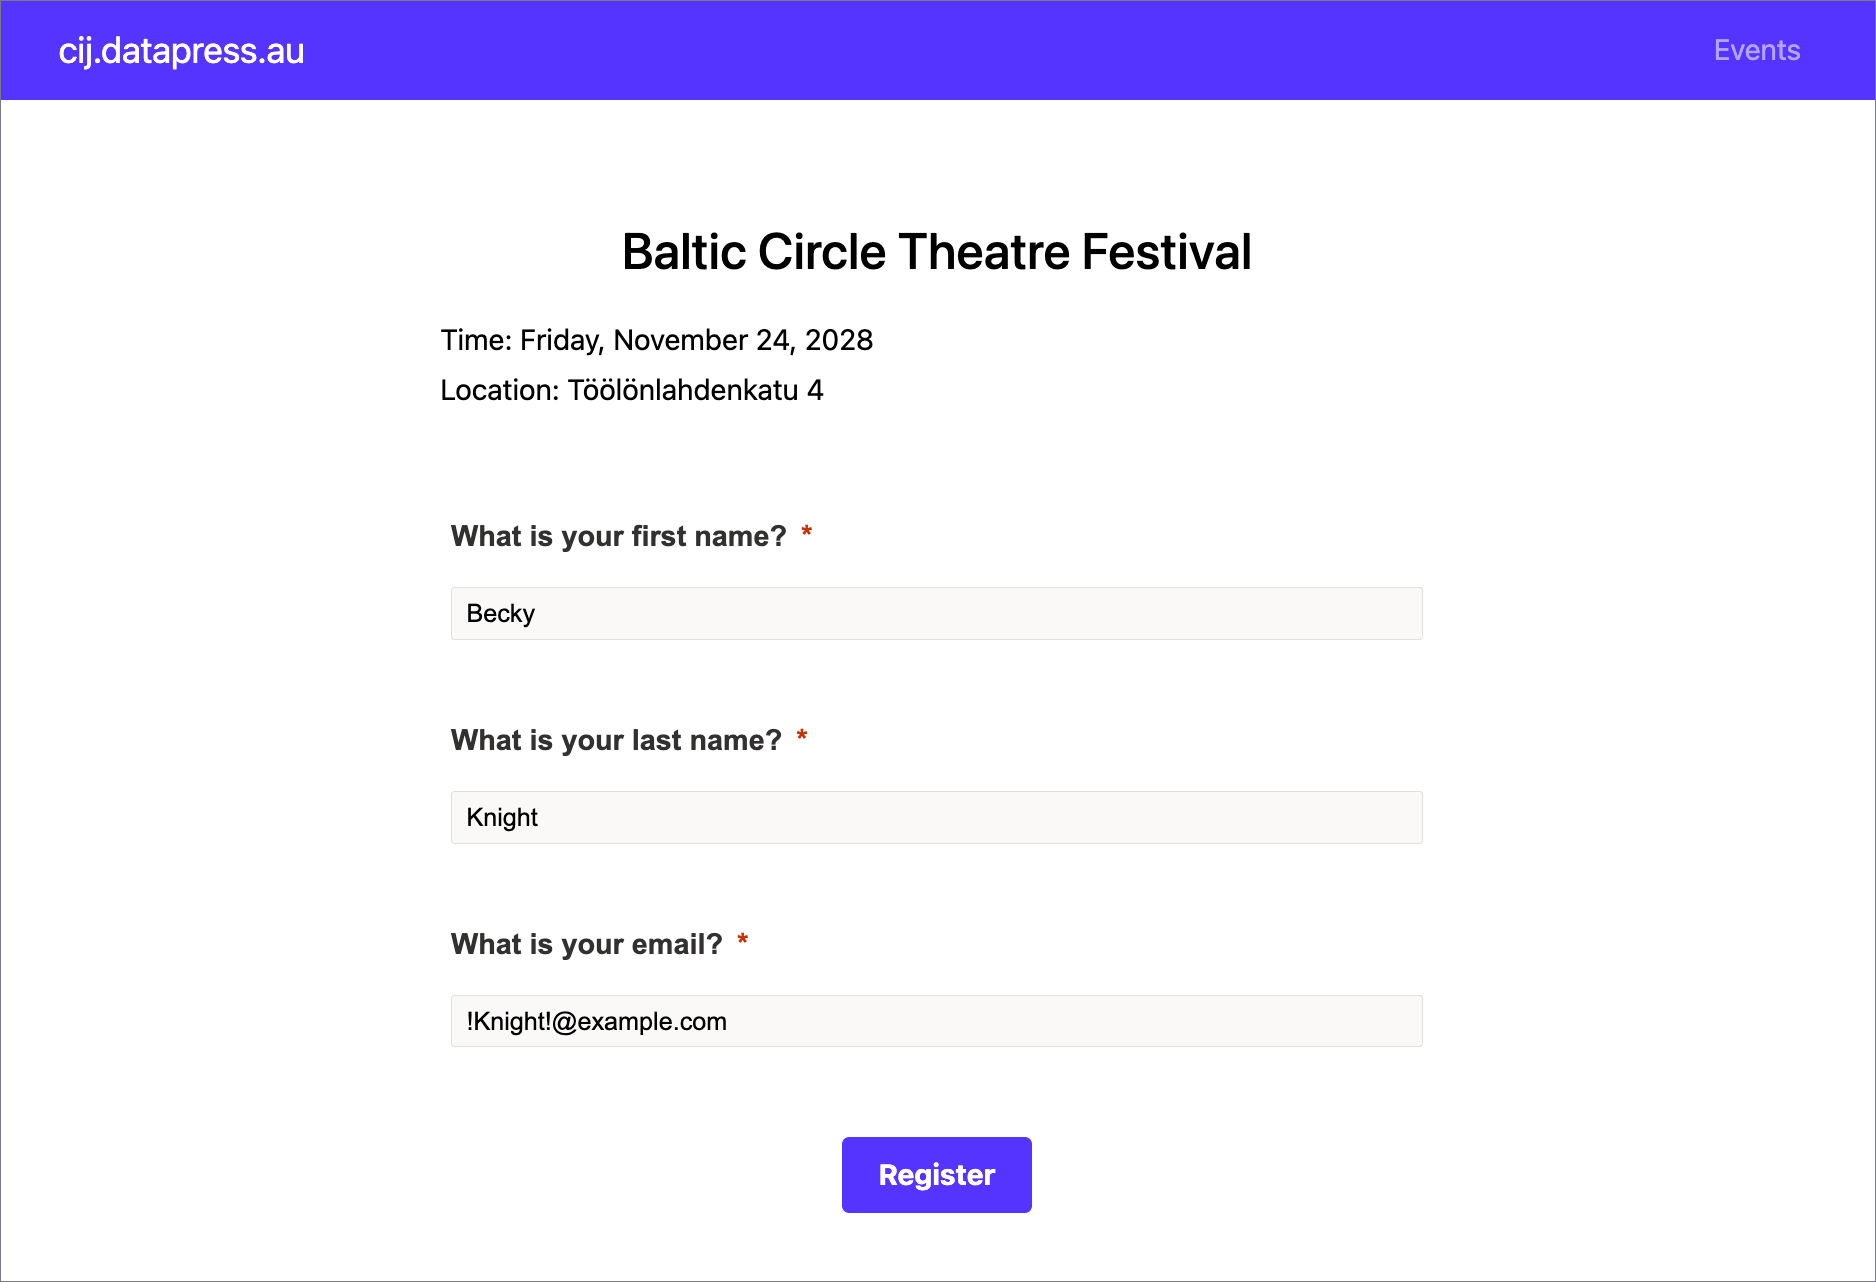 cij.datapress.au
Events
Baltic Circle Theatre Festival
Time: Friday, November 24, 2028
Location: Töölönlahdenkatu 4
What is your first name? *
Becky
What is your last name? *
Knight
What is your email? *
!Knight!@example.com
Register